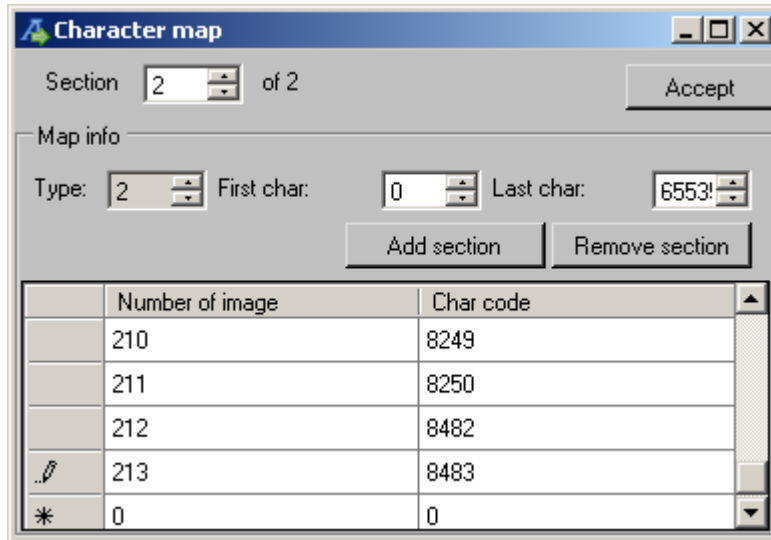 Character map
Section 2 of 2 Accept
Map info
Type: 2 First char: 0 Last char:
Add section Remove section
Number of image Char code
210 8249
211 8250
212 8482
213 8483
0 0